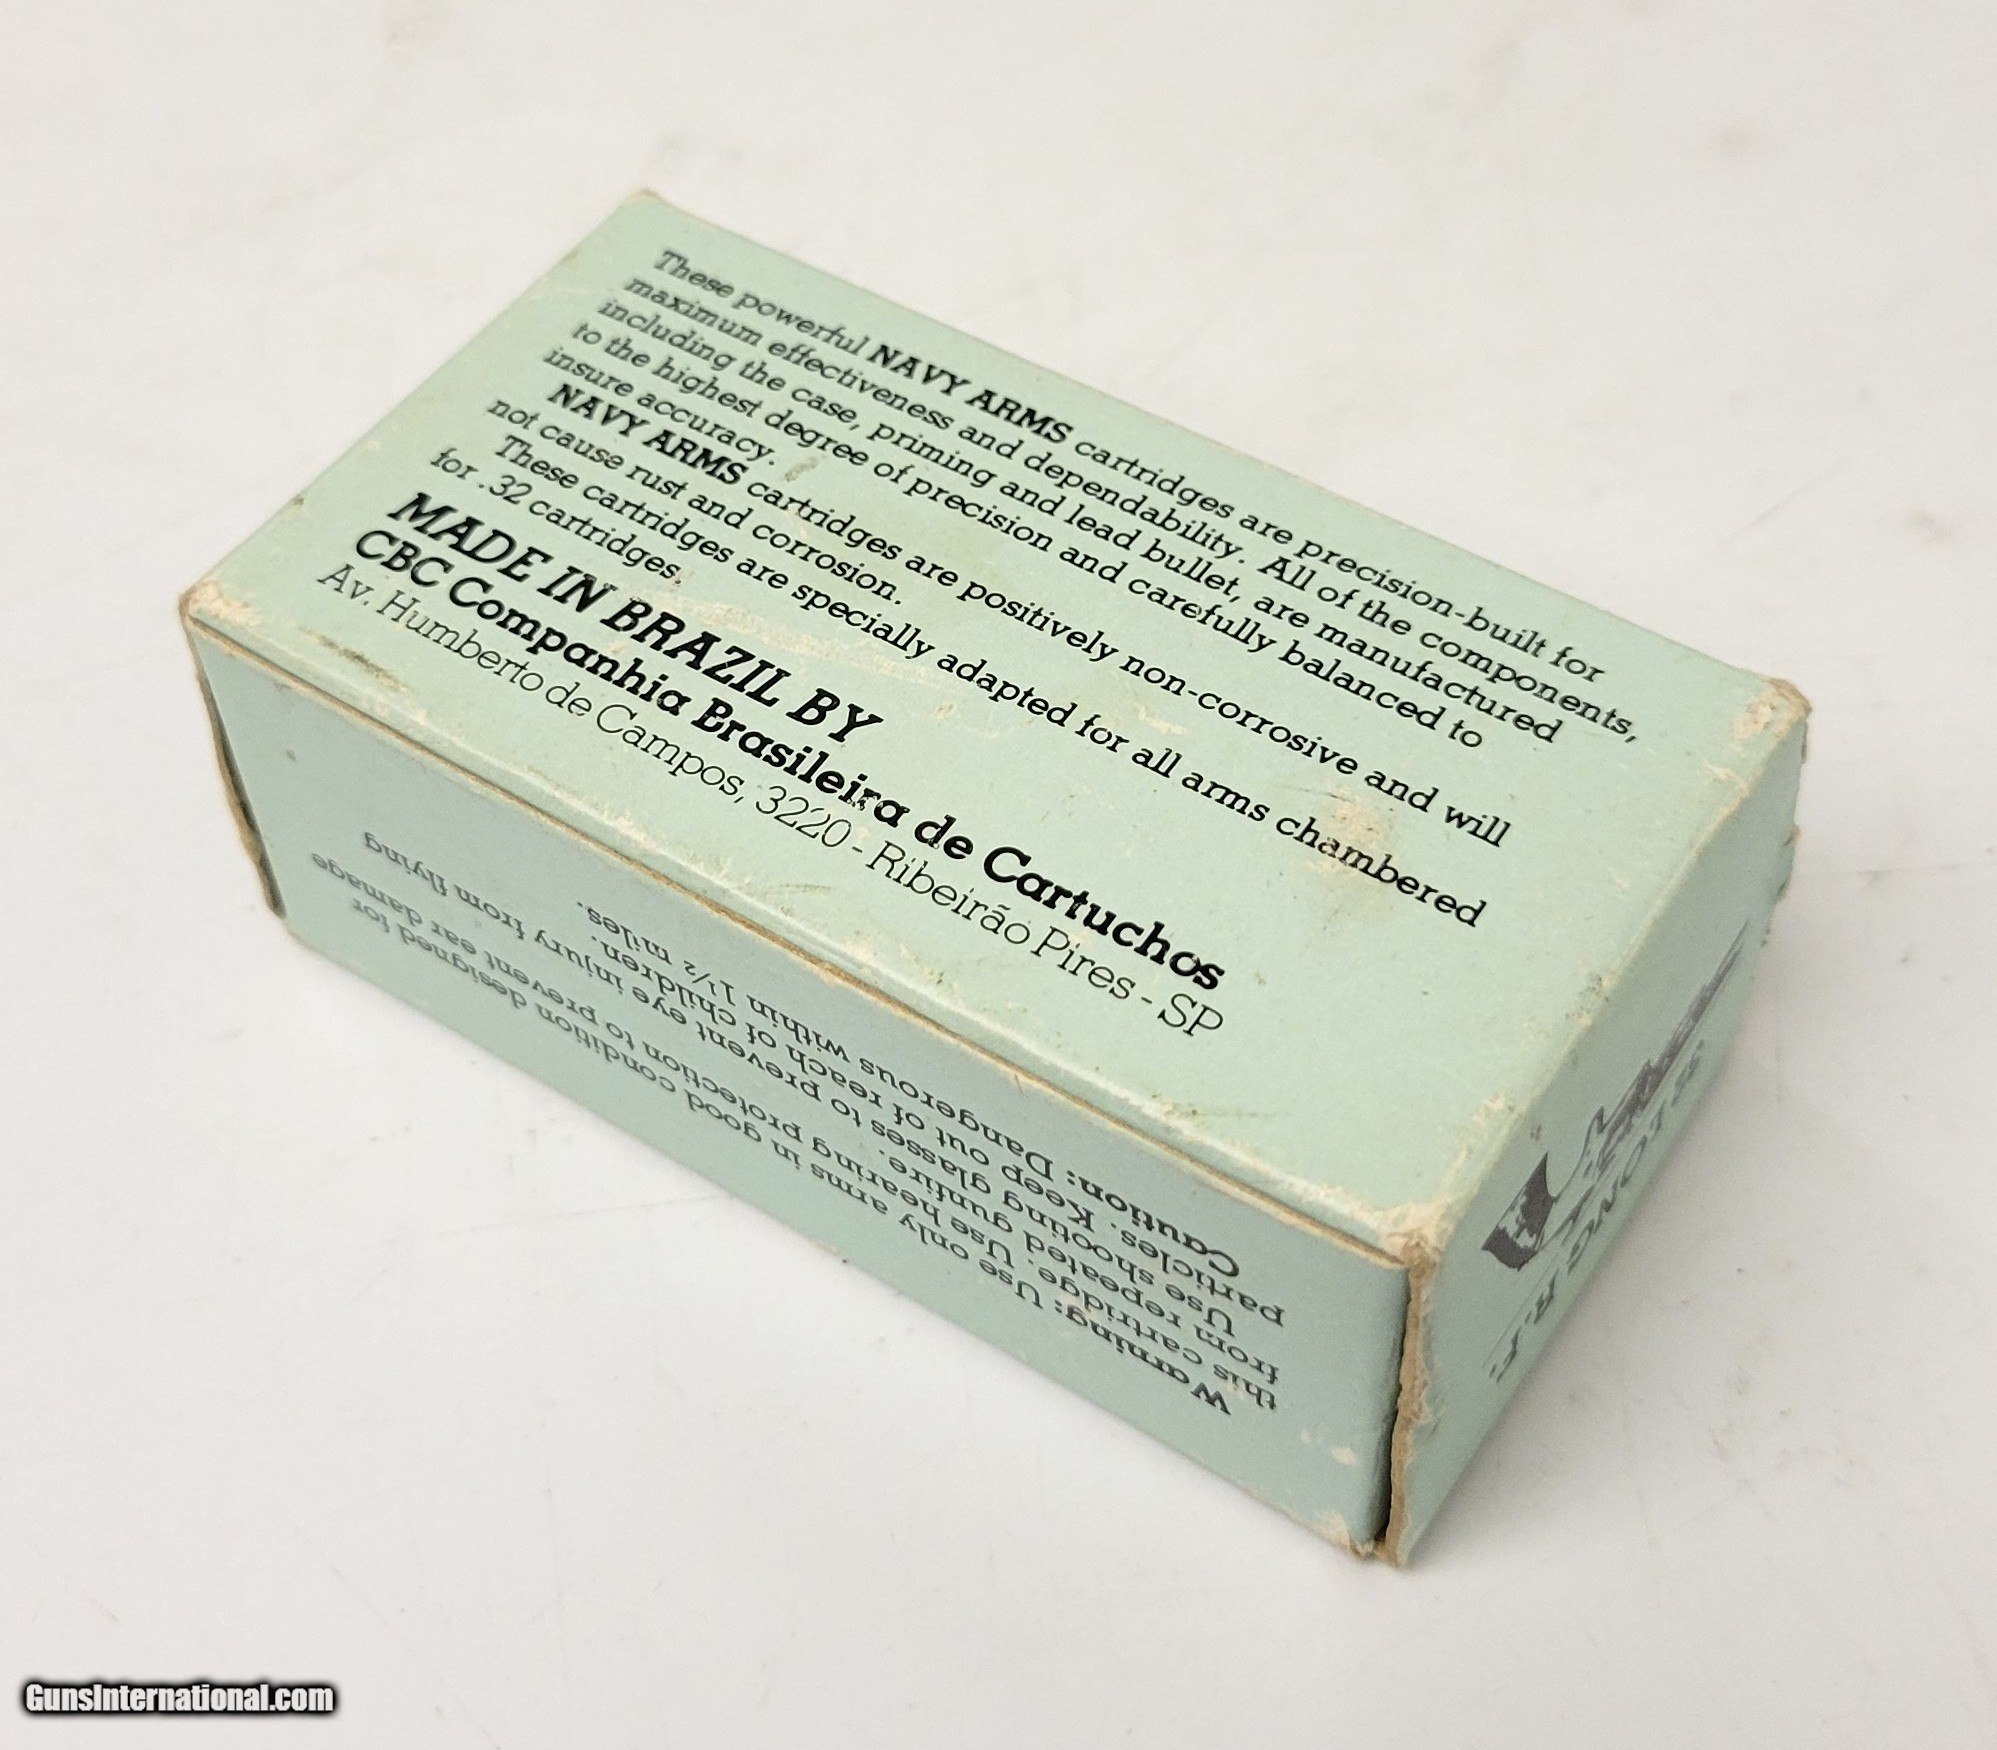 These powerful NAVY ARMS cartridges are precision-built for
maximum effectiveness and dependability. All of the components,
including the case, priming and lead bullet, are manufactured
to the highest degree of precision and carefully balanced to
insure accuracy.
NAVY ARMS cartridges are positively non-corrosive and will
not cause rust and corrosion.
These cartridges are specially adapted for all arms chambered
for .32 cartridges.
MADE IN BRAZIL BY
CBC Companhia Brasileira de Cartuchos
Av. Humberto de Campos, 3220 - Ribeirão Pires - SP
Warning: Use only arms in good condition designed for
this cartridge. Use hearing protection to prevent ear damage
from repeated gunfire.
Use shooting glasses to prevent eye injury from flying
particles. Keep out of reach of children.
Caution: Dangerous within 1½ miles.
LONG R.F.
GunsInternational.com